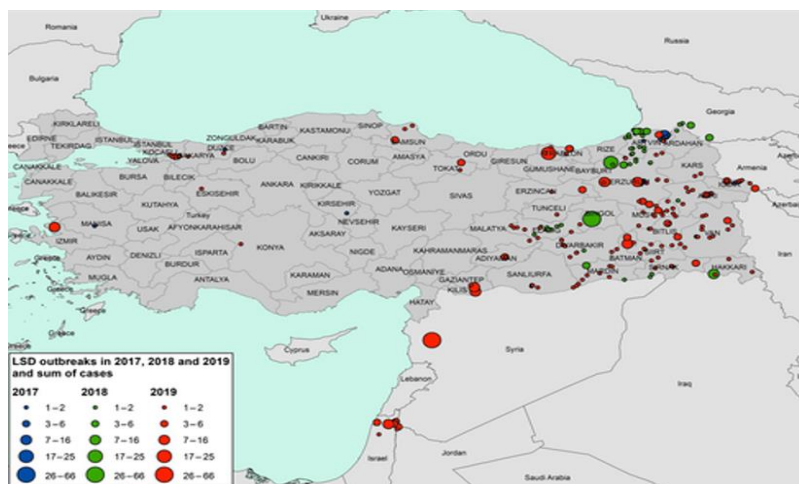 Ukraine
Romania
Russia
Bulgaria
Georgia
KIRKLARELI
BARTIN
KASTAMONU
SINOP
EDIRNE
ISTANBUL
ZONGULDAK
KARABUK
SAMSUN
ARTVIN
ARDAHAN
TEKIRDAG
ISTANBUL
KOCAELI
YALOVA
BOLU
CANKIRI
CORUM
AMASYA
ORDU
GIRESUN
TRABZON
RIZE
KARS
Armenia
CANAKKALE
TOKAT
GUMUSHANE
BAYBURT
CANAKKALE
BURSA
BILECIK
ANKARA
KIRIKKALE
ERZINCAN
BALIKESIR
ESKISEHIR
YOZGAT
SIVAS
KUTAHYA
KIRSEHIR
TUNCELI
Turkey
MANISA
USAK
AFYONKARAHISAR
NEVSEHIR
KAYSERI
MALATYA
BITLIS
IZMIR
AKSARAY
Iran
AYDIN
DENIZLI
ISPARTA
KONYA
NIGDE
KAHRAMANMARAS
ADIYAMAN
DIYARBAKIR
BATMAN
SIIRT
BURDUR
ADANA
OSMANIYE
SANLIURFA
MARDIN
HAKKARI
MUGLA
ANTALYA
KARAMAN
MERSIN
GAZIANTEP
KILIS
HATAY
Greece
Greece
Greece
Cyprus
Syria
Lebanon
Iraq
Israel
Jordan
Saudi Arabia
LSD outbreaks in 2017, 2018 and 2019
and sum of cases
2017 2018 2019
1–2 1–2 1–2
3–6 3–6 3–6
7–16 7–16 7–16
17–25 17–25 17–25
26–66 26–66 26–66